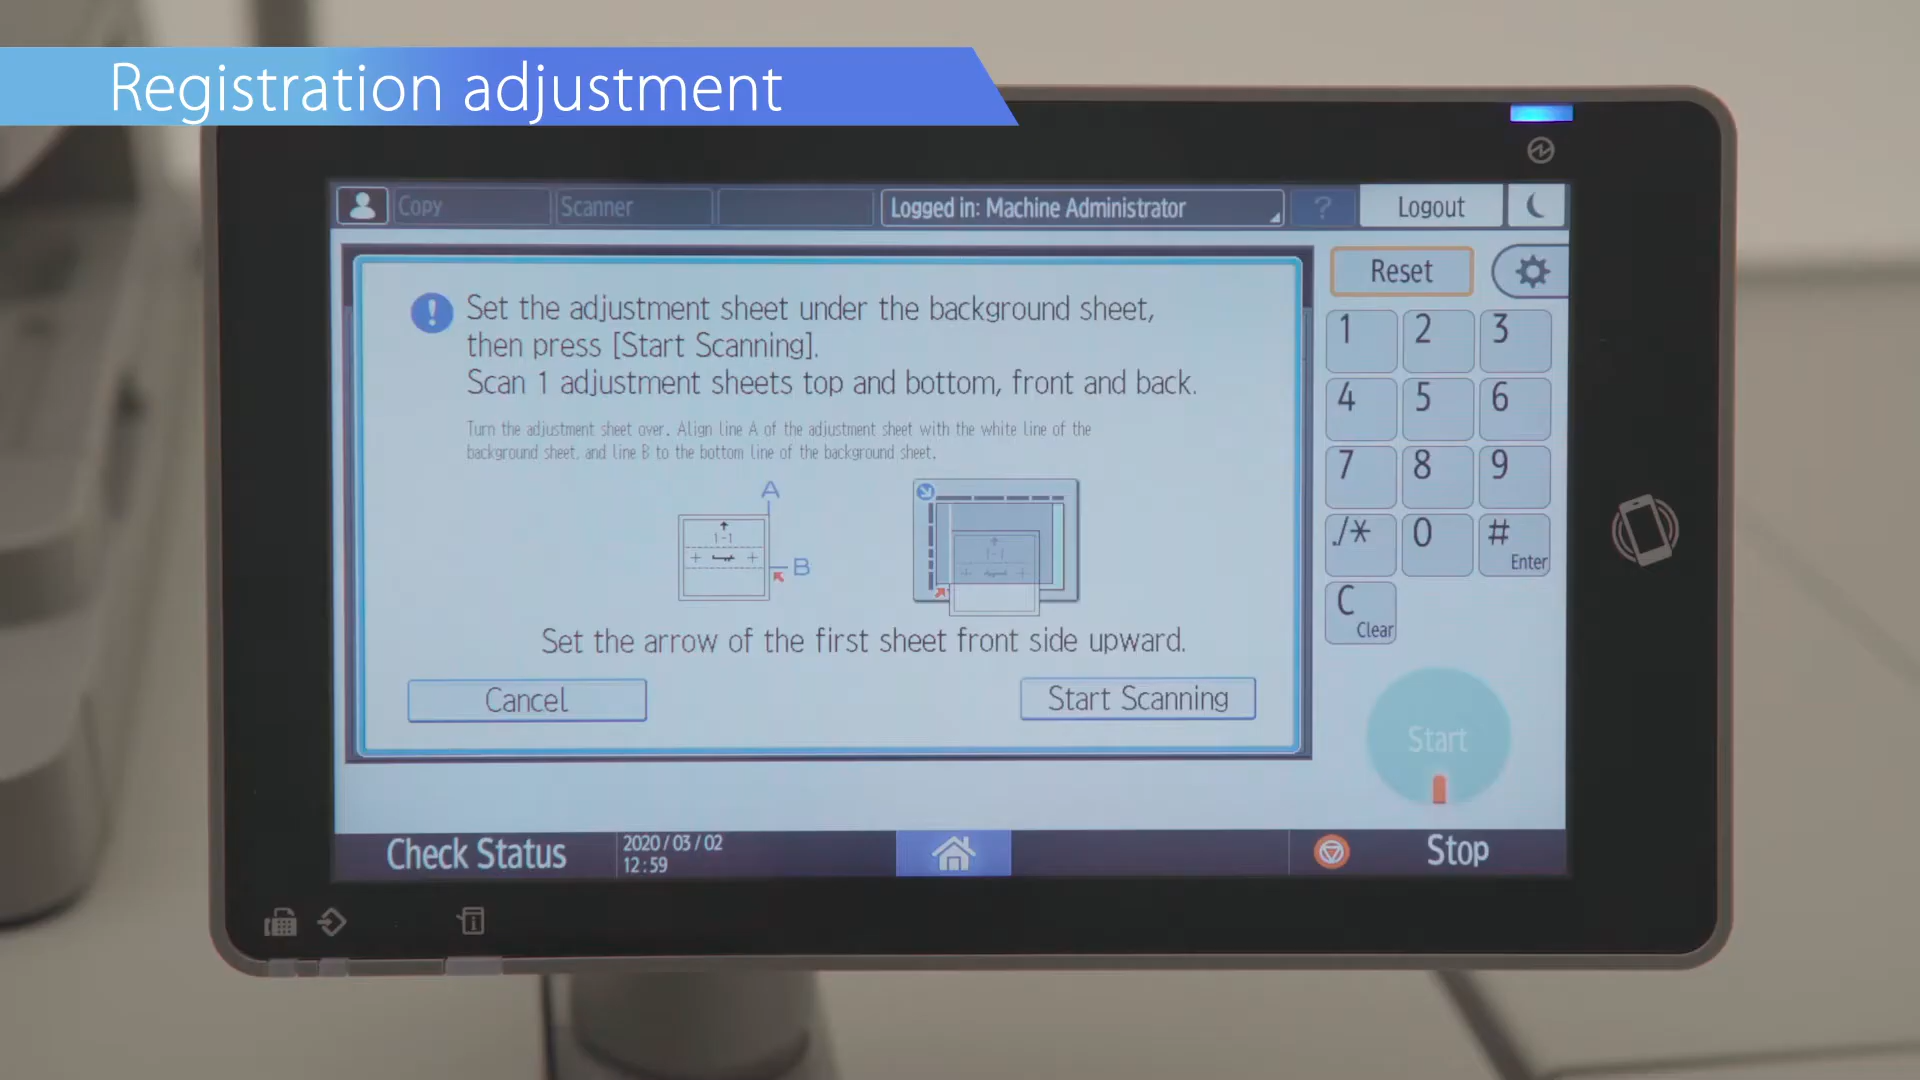 Registration adjustment
Copy
Scanner
Logged in: Machine Administrator
?
Logout
Set the adjustment sheet under the background sheet,
then press [Start Scanning].
Scan 1 adjustment sheets top and bottom, front and back.
Turn the adjustment sheet over. Align line A of the adjustment sheet with the white line of the
background sheet, and line B to the bottom line of the background sheet.
A
1-1
B
1-1
Set the arrow of the first sheet front side upward.
Cancel
Start Scanning
Reset
1
2
3
4
5
6
7
8
9
./*
0
#
Enter
C
Clear
Start
Check Status
2020/03/02
12:59
Stop